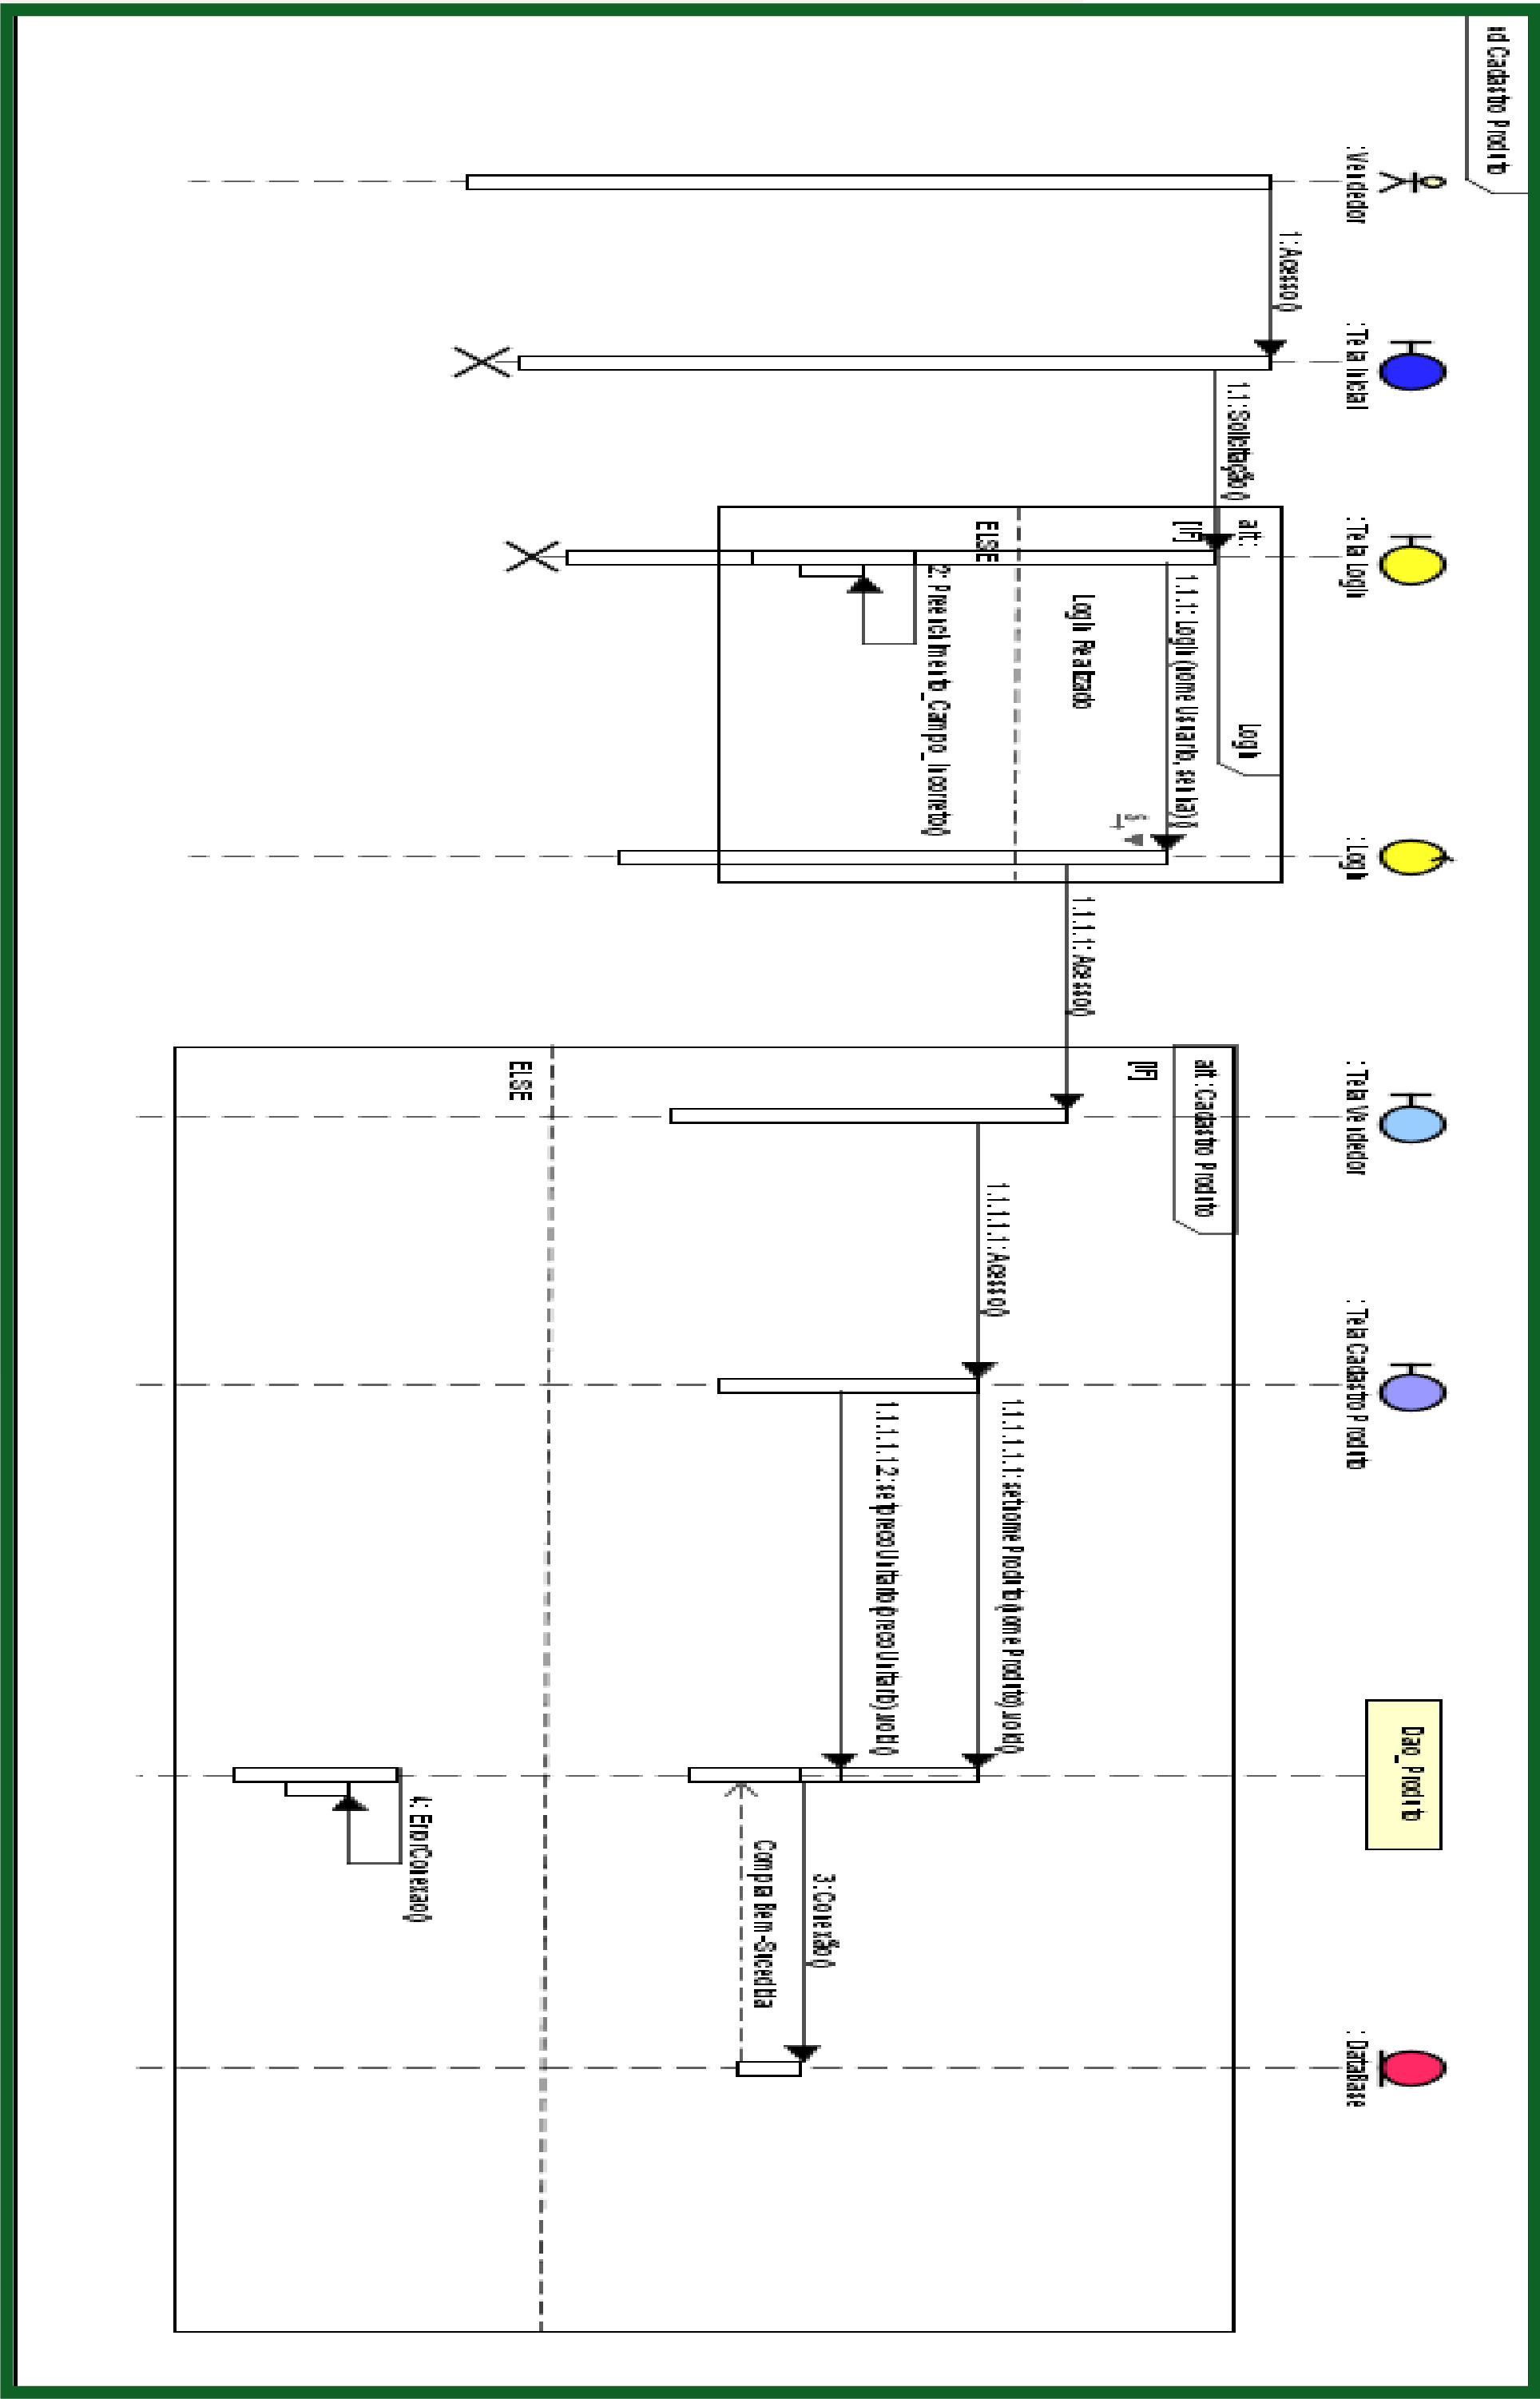 sd Cadastro Produto
: Vendedor
: Tela Inicial
: Tela Login
: Login
: Tela Vendedor
: Tela Cadastro Produto
Dao_Produto
: DataBase
1: Acesso()
1.1: Solicitação()
alt :
Login
[IF]
1.1.1: Login(nomeUsuario, senha)()
Login Realizado
ELSE
2: Preenchimento_Campo_Incorreto()
1.1.1.1: Acesso()
alt : Cadastro Produto
[IF]
1.1.1.1.1: Acesso()
1.1.1.1.1: setnomeProduto(nomeProduto):void()
1.1.1.1.2: setprecoUnitario(precoUnitario):void()
3: Conexão()
Compra Bem-Sucedida
ELSE
4: ErrorConexao()